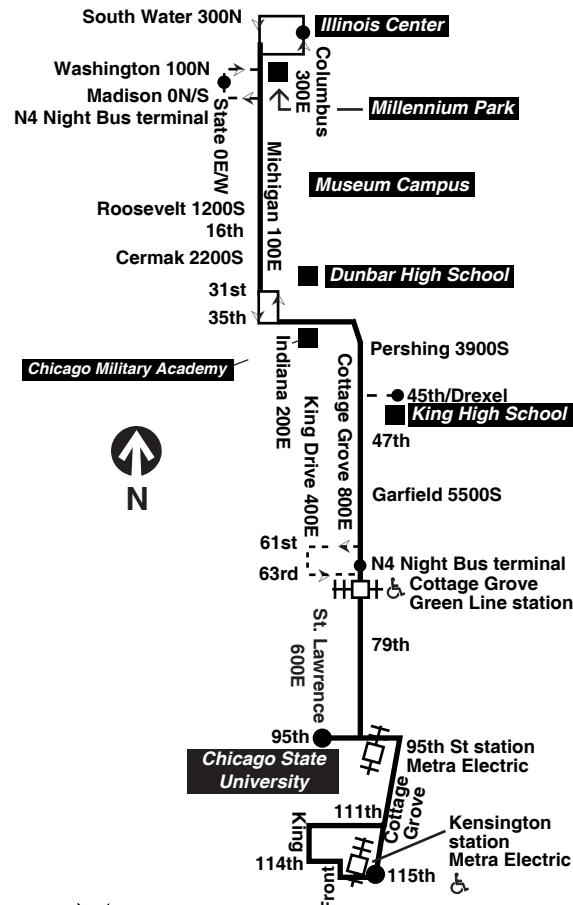 South Water 300N
Illinois Center
Washington 100N
Columbus
300E
Madison 0N/S
N4 Night Bus terminal
State 0E/W
Millennium Park
Michigan 100E
Museum Campus
Roosevelt 1200S
16th
Cermak 2200S
Dunbar High School
31st
35th
Indiana 200E
Chicago Military Academy
Pershing 3900S
Cottage Grove 800E
King Drive 400E
45th/Drexel
King High School
47th
N
Garfield 5500S
61st
63rd
N4 Night Bus terminal
Cottage Grove
Green Line station
St. Lawrence
600E
79th
95th
Chicago State
University
95th St station
Metra Electric
Cottage
Grove
111th
King
114th
Kensington
station
Metra Electric
115th